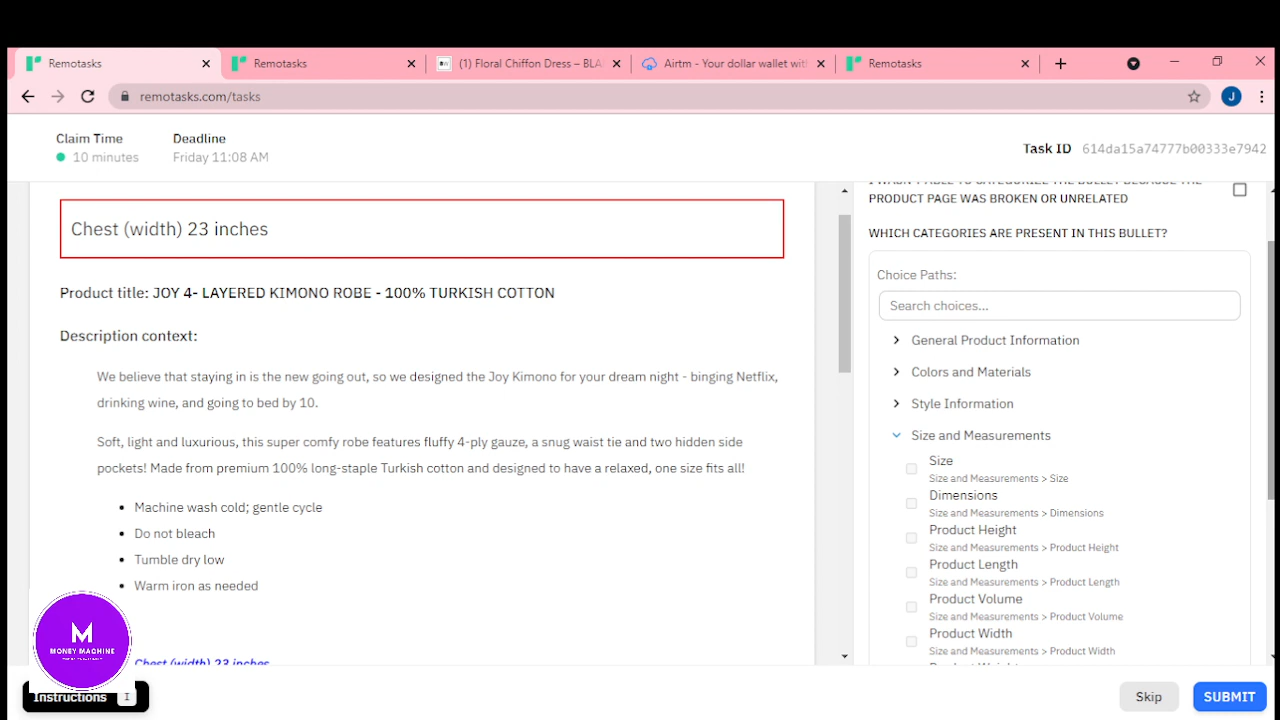 Remotasks
Remotasks
(1) Floral Chiffon Dress – BLA
Airtm - Your dollar wallet wit
Remotasks
remotasks.com/tasks
J
Claim Time
10 minutes
Deadline
Friday 11:08 AM
Task ID 614da15a74777b00333e7942
Chest (width) 23 inches
Product title: JOY 4- LAYERED KIMONO ROBE - 100% TURKISH COTTON
Description context:
We believe that staying in is the new going out, so we designed the Joy Kimono for your dream night - binging Netflix,
drinking wine, and going to bed by 10.
Soft, light and luxurious, this super comfy robe features fluffy 4-ply gauze, a snug waist tie and two hidden side
pockets! Made from premium 100% long-staple Turkish cotton and designed to have a relaxed, one size fits all!
Machine wash cold; gentle cycle
Do not bleach
Tumble dry low
Warm iron as needed
Chest (width) 23 inches
M
MONEY MACHINE
Instructions I
I WASN'T ABLE TO CATEGORIZE THE BULLET BECAUSE THE
PRODUCT PAGE WAS BROKEN OR UNRELATED
WHICH CATEGORIES ARE PRESENT IN THIS BULLET?
Choice Paths:
Search choices...
General Product Information
Colors and Materials
Style Information
Size and Measurements
Size
Size and Measurements > Size
Dimensions
Size and Measurements > Dimensions
Product Height
Size and Measurements > Product Height
Product Length
Size and Measurements > Product Length
Product Volume
Size and Measurements > Product Volume
Product Width
Size and Measurements > Product Width
Product Weight
Skip
SUBMIT